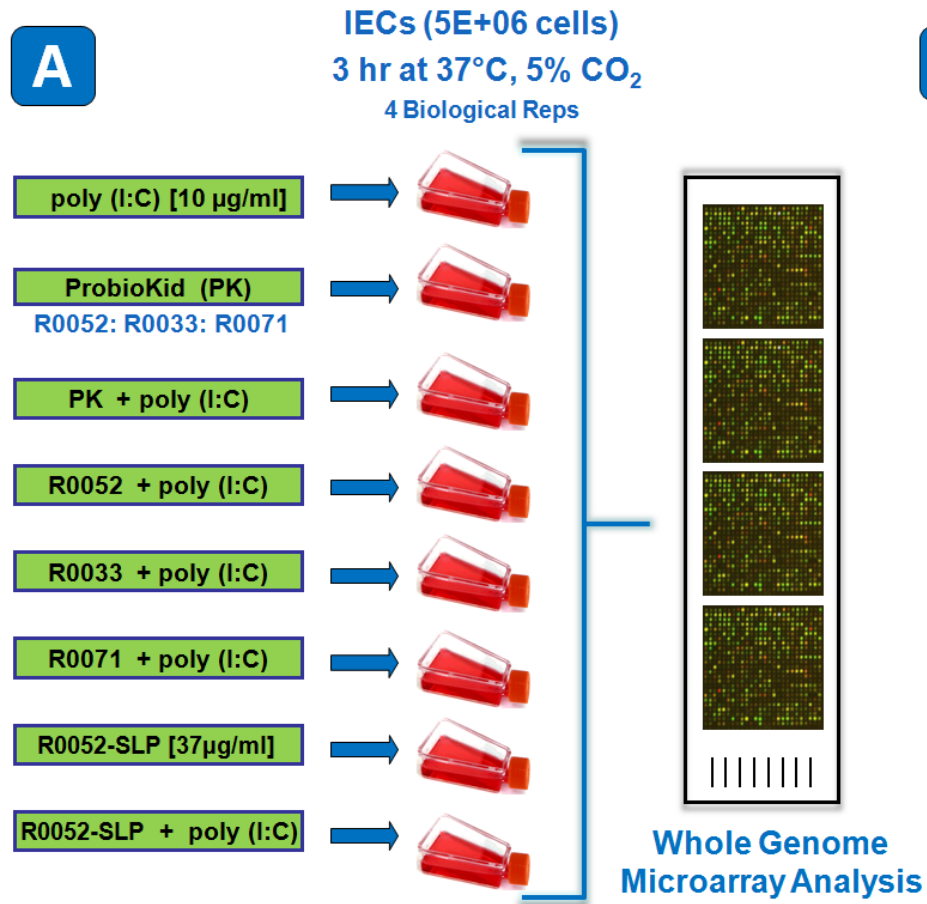 A
IECs (5E+06 cells)
3 hr at 37°C, 5% CO₂
4 Biological Reps
poly (I:C) [10 µg/ml]
ProbioKid (PK)
R0052: R0033: R0071
PK + poly (I:C)
R0052 + poly (I:C)
R0033 + poly (I:C)
R0071 + poly (I:C)
R0052-SLP [37µg/ml]
R0052-SLP + poly (I:C)
Whole Genome
Microarray Analysis